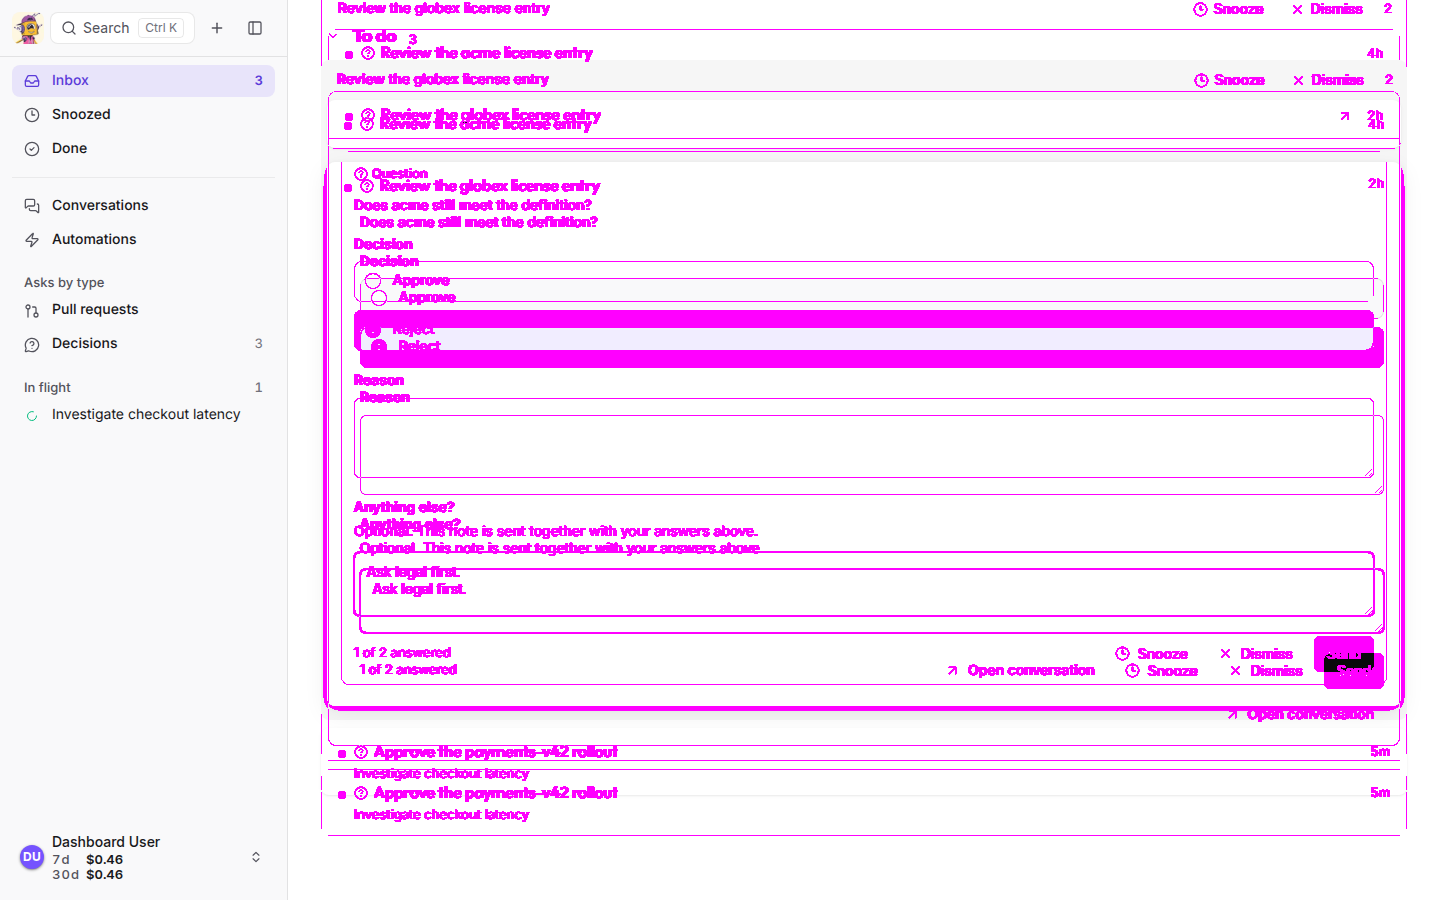 Search Ctrl K
Inbox 3
Snoozed
Done
Conversations
Automations
Asks by type
Pull requests
Decisions 3
In flight 1
Investigate checkout latency
Dashboard User
7d $0.46
30d $0.46
DU
Review the globex license entry Snooze Dismiss 2
To do 3
Review the acme license entry 4h
Review the globex license entry Snooze Dismiss 2
Review the globex license entry 2h
Review the acme license entry 4h
Question
Review the globex license entry 2h
Does acme still meet the definition?
Does acme still meet the definition?
Decision
Decision
Approve
Approve
Reject
Reject
Reason
Reason
Anything else?
Anything else?
Optional. This note is sent together with your answers above.
Optional. This note is sent together with your answers above.
Ask legal first.
Ask legal first.
1 of 2 answered Snooze Dismiss Send
1 of 2 answered Open conversation Snooze Dismiss Send
Open conversation
Approve the payments-v42 rollout 5m
Investigate checkout latency
Approve the payments-v42 rollout 5m
Investigate checkout latency